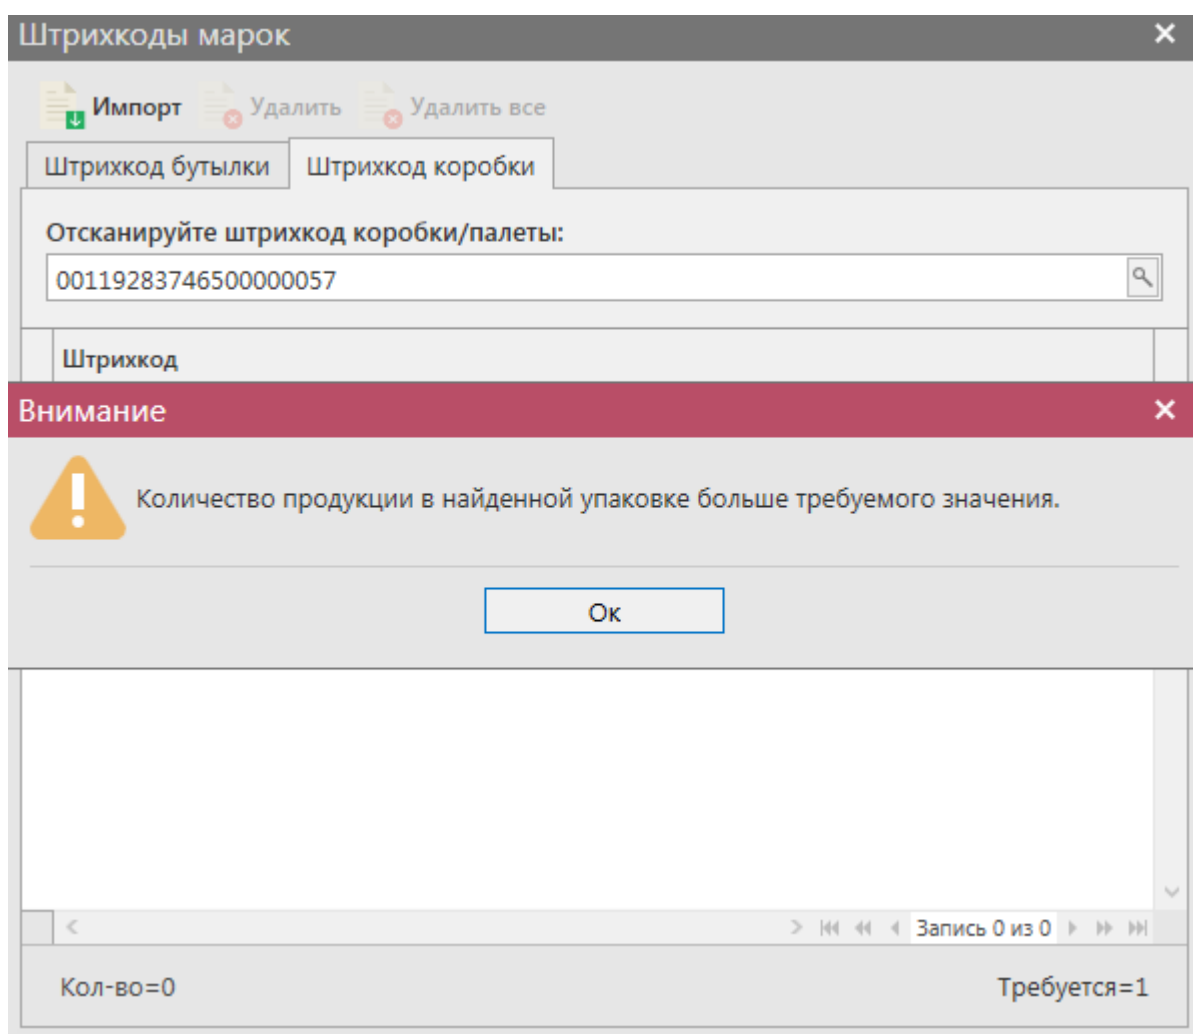 Штрихкоды марок
Импорт Удалить Удалить все
Штрихкод бутылки Штрихкод коробки
Отсканируйте штрихкод коробки/палеты:
00119283746500000057
Штрихкод
Внимание
Количество продукции в найденной упаковке больше требуемого значения.
Ок
Запись 0 из 0
Кол-во=0 Требуется=1